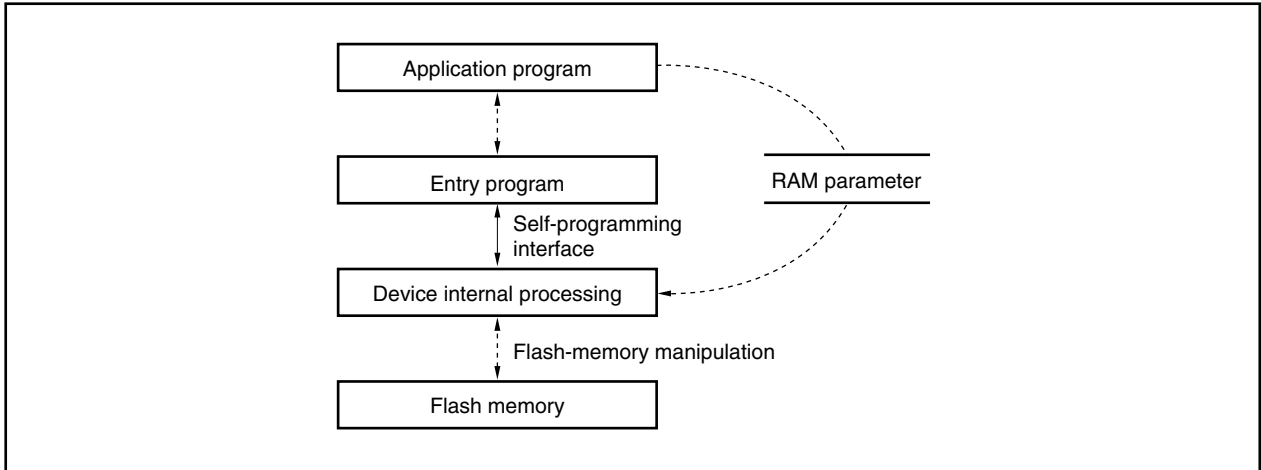 Application program
Entry program
RAM parameter
Self-programming
interface
Device internal processing
Flash-memory manipulation
Flash memory